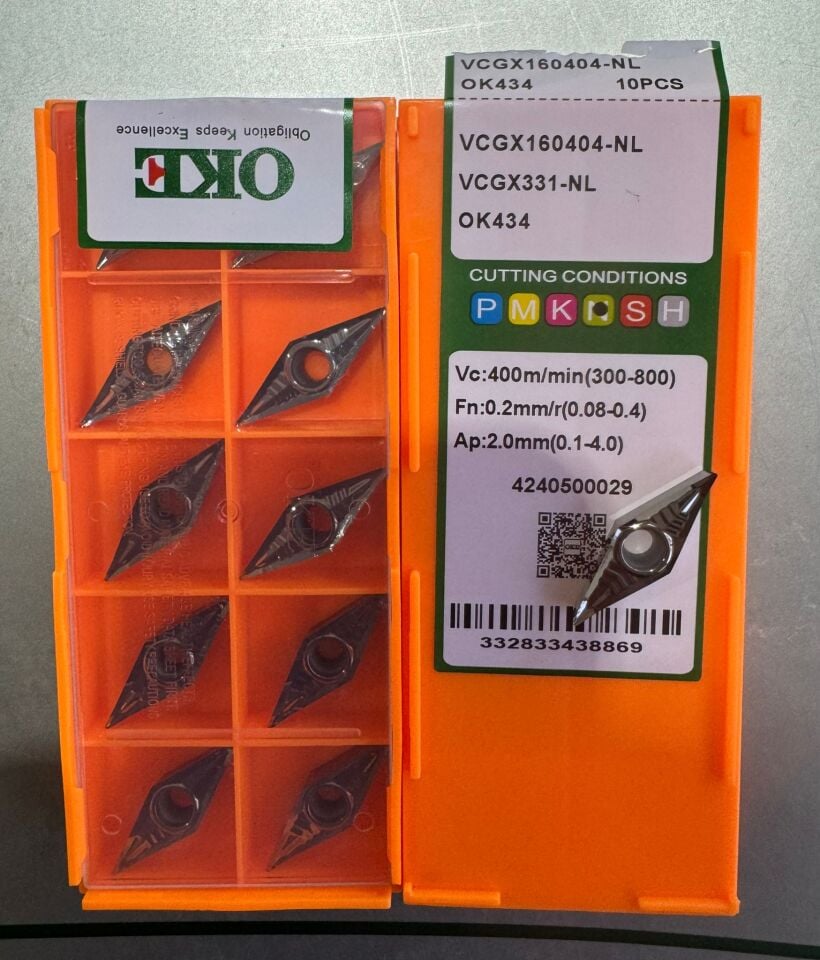 Obligation Keeps Excellence
OKE
VCGX160404-NL
OK434 10PCS
VCGX160404-NL
VCGX331-NL
OK434
CUTTING CONDITIONS
P M K N S H
Vc:400m/min(300-800)
Fn:0.2mm/r(0.08-0.4)
Ap:2.0mm(0.1-4.0)
4240500029
OKE
332833438869